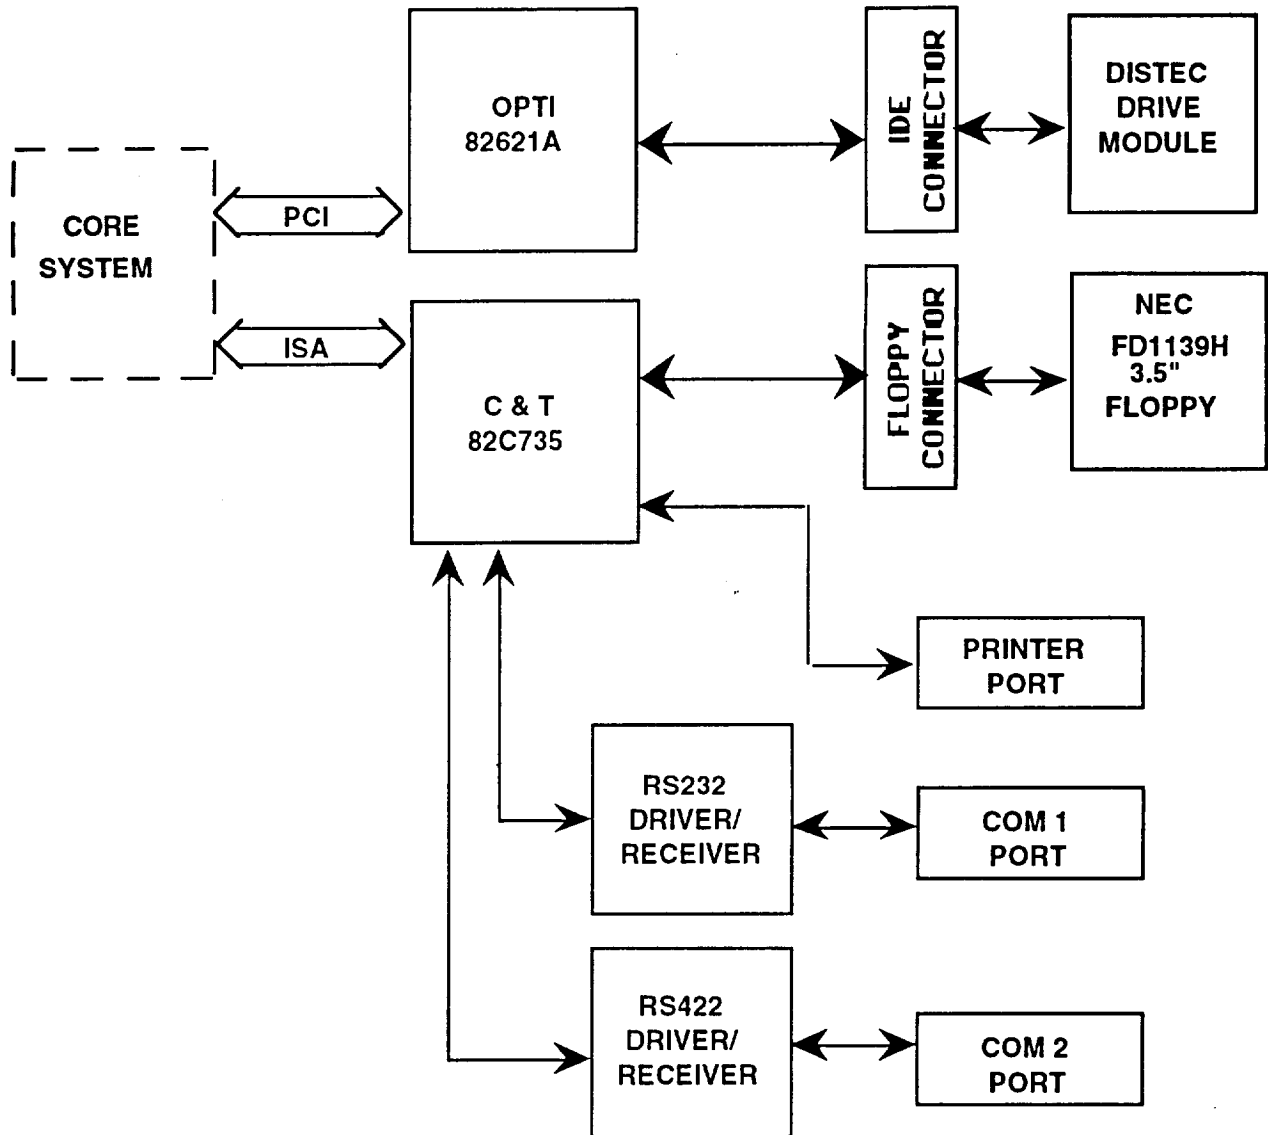 OPTI
82621A
IDE
CONNECTOR
DISTEC
DRIVE
MODULE
CORE
SYSTEM
PCI
ISA
C & T
82C735
FLOPPY
CONNECTOR
NEC
FD1139H
3.5"
FLOPPY
PRINTER
PORT
RS232
DRIVER/
RECEIVER
COM 1
PORT
RS422
DRIVER/
RECEIVER
COM 2
PORT